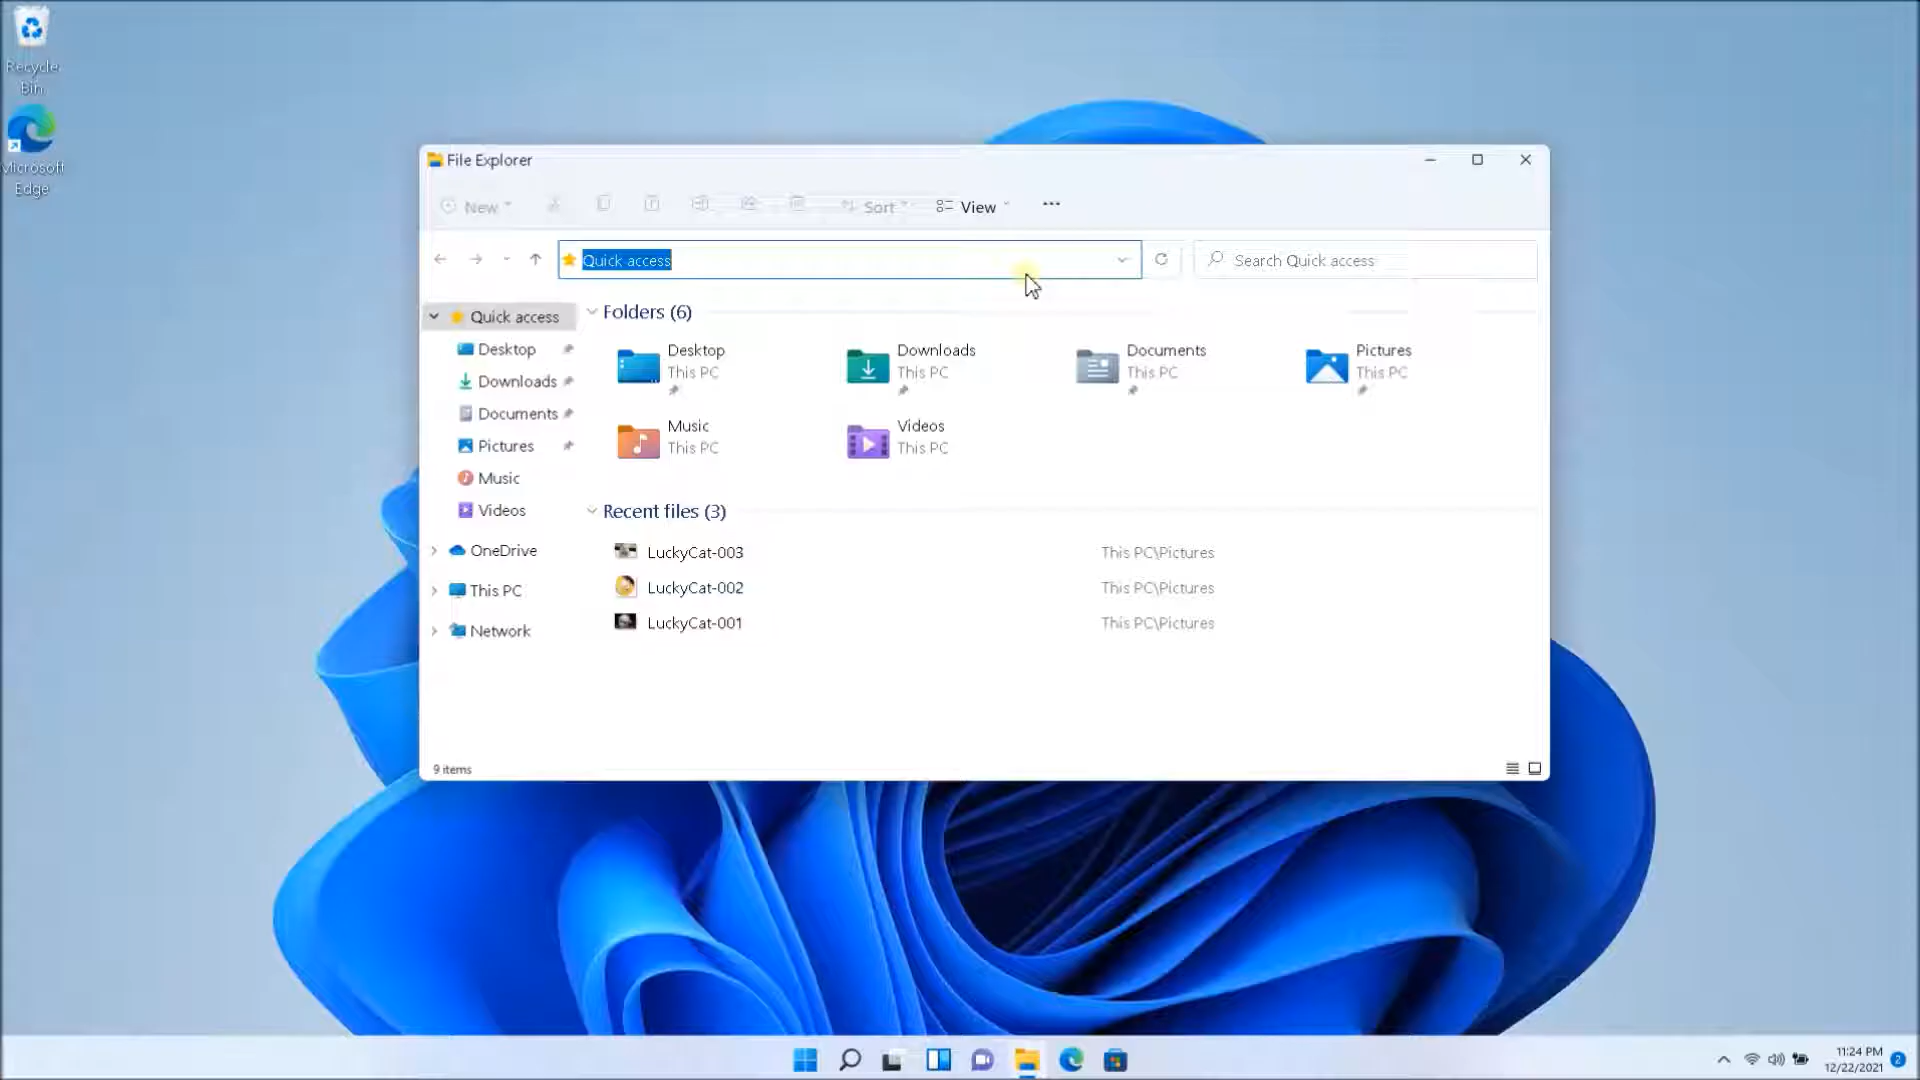 Recycle
Bin
Microsoft
Edge
File Explorer
New
Sort
View
Quick access
Search Quick access
Quick access
Desktop
Downloads
Documents
Pictures
Music
Videos
OneDrive
This PC
Network
Folders (6)
Desktop
This PC
Downloads
This PC
Documents
This PC
Pictures
This PC
Music
This PC
Videos
This PC
Recent files (3)
LuckyCat-003 This PC\Pictures
LuckyCat-002 This PC\Pictures
LuckyCat-001 This PC\Pictures
9 items
11:24 PM
12/22/2021
2